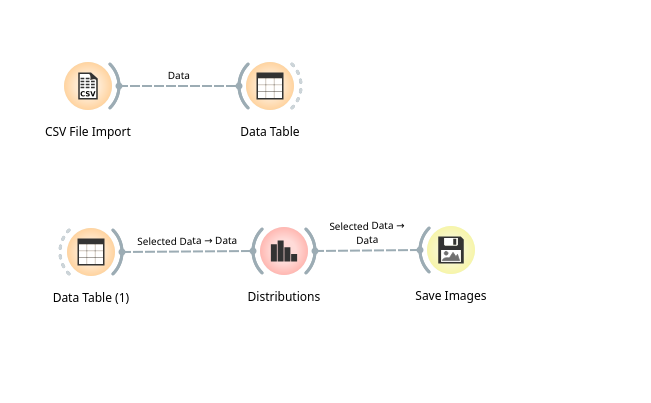 Data
CSV
CSV File Import
Data Table
Selected Data → Data
Selected Data →
Data
Data Table (1)
Distributions
Save Images